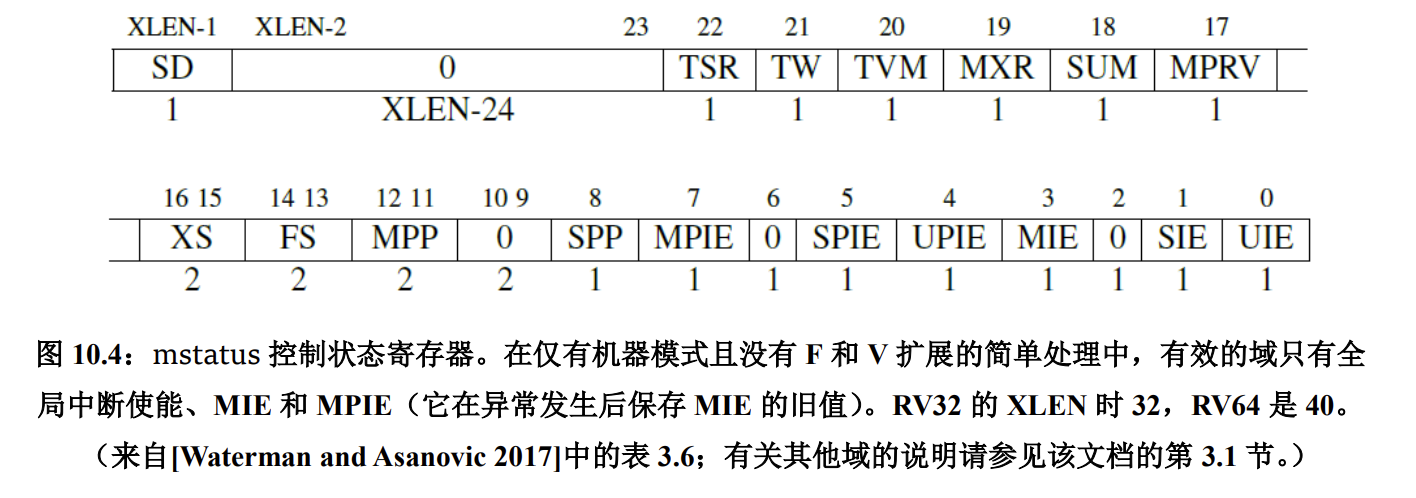 XLEN-1 XLEN-2 23 22 21 20 19 18 17
SD 0 TSR TW TVM MXR SUM MPRV
1 XLEN-24 1 1 1 1 1 1
16 15 14 13 12 11 10 9 8 7 6 5 4 3 2 1 0
XS FS MPP 0 SPP MPIE 0 SPIE UPIE MIE 0 SIE UIE
2 2 2 2 1 1 1 1 1 1 1 1 1
图 10.4：mstatus 控制状态寄存器。在仅有机器模式且没有 F 和 V 扩展的简单处理中，有效的域只有全
局中断使能、MIE 和 MPIE（它在异常发生后保存 MIE 的旧值）。RV32 的 XLEN 时 32，RV64 是 40。
（来自[Waterman and Asanovic 2017]中的表 3.6；有关其他域的说明请参见该文档的第 3.1 节。）